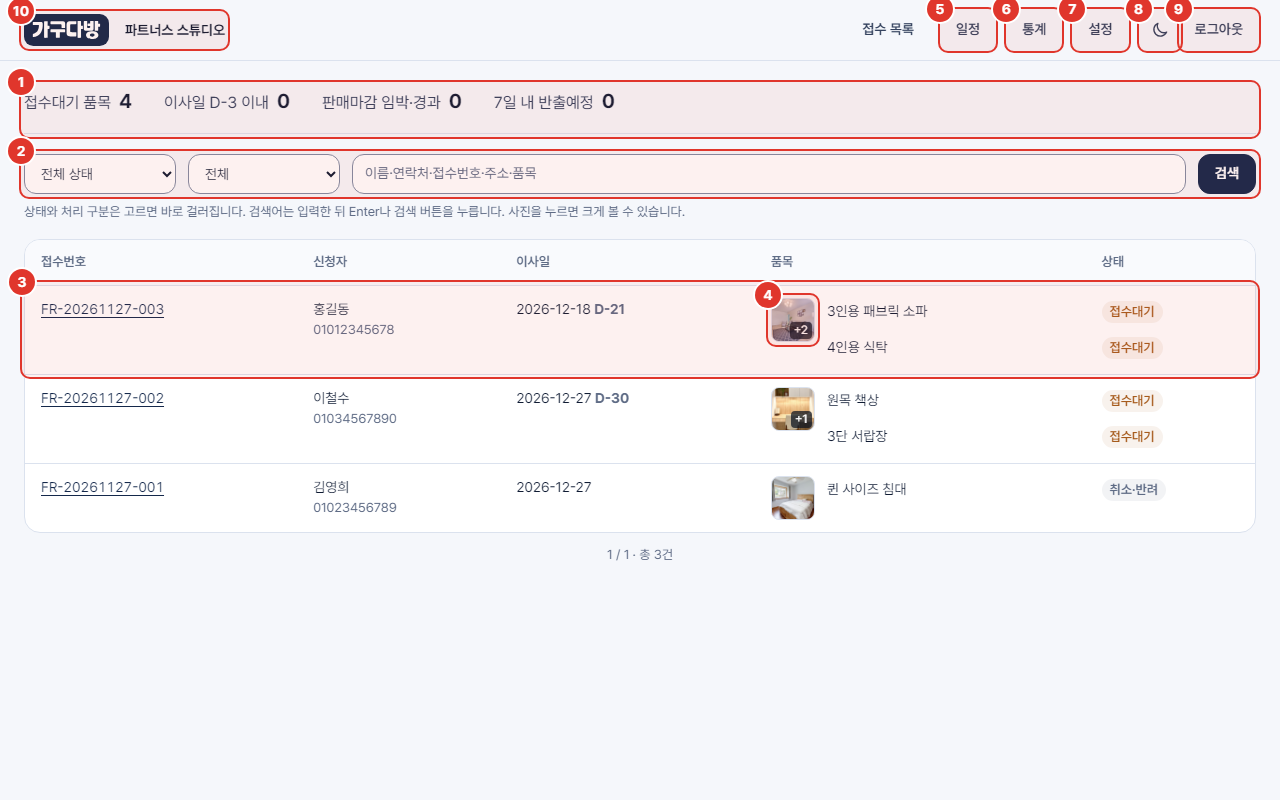 10 가구다방 파트너스 스튜디오 접수 목록 5 일정 6 통계 7 설정 8 9 로그아웃
1 접수대기 품목 4 이사일 D-3 이내 0 판매마감 임박·경과 0 7일 내 반출예정 0
2 전체 상태 전체 이름·연락처·접수번호·주소·품목 검색
상태와 처리 구분은 고르면 바로 걸러집니다. 검색어는 입력한 뒤 Enter나 검색 버튼을 누릅니다. 사진을 누르면 크게 볼 수 있습니다.
접수번호 신청자 이사일 품목 상태
3 FR-20261127-003 홍길동 2026-12-18 D-21 4 +2 3인용 패브릭 소파 접수대기
01012345678
4인용 식탁 접수대기
FR-20261127-002 이철수 2026-12-27 D-30 +1 원목 책상 접수대기
01034567890
3단 서랍장 접수대기
FR-20261127-001 김영희 2026-12-27 퀸 사이즈 침대 취소·반려
01023456789
1 / 1 · 총 3건